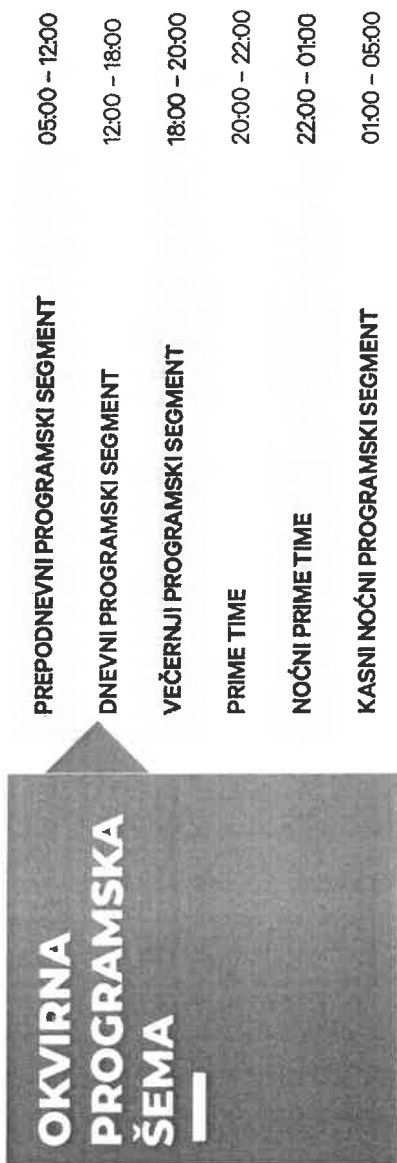 OKVIRNA
PROGRAMSKA
ŠEMA
PREPODNEVNI PROGRAMSKI SEGMENT 05:00 – 12:00
DNEVNI PROGRAMSKI SEGMENT 12:00 – 18:00
VEČERNJI PROGRAMSKI SEGMENT 18:00 – 20:00
PRIME TIME 20:00 – 22:00
NOĆNI PRIME TIME 22:00 – 01:00
KASNI NOĆNI PROGRAMSKI SEGMENT 01:00 – 05:00